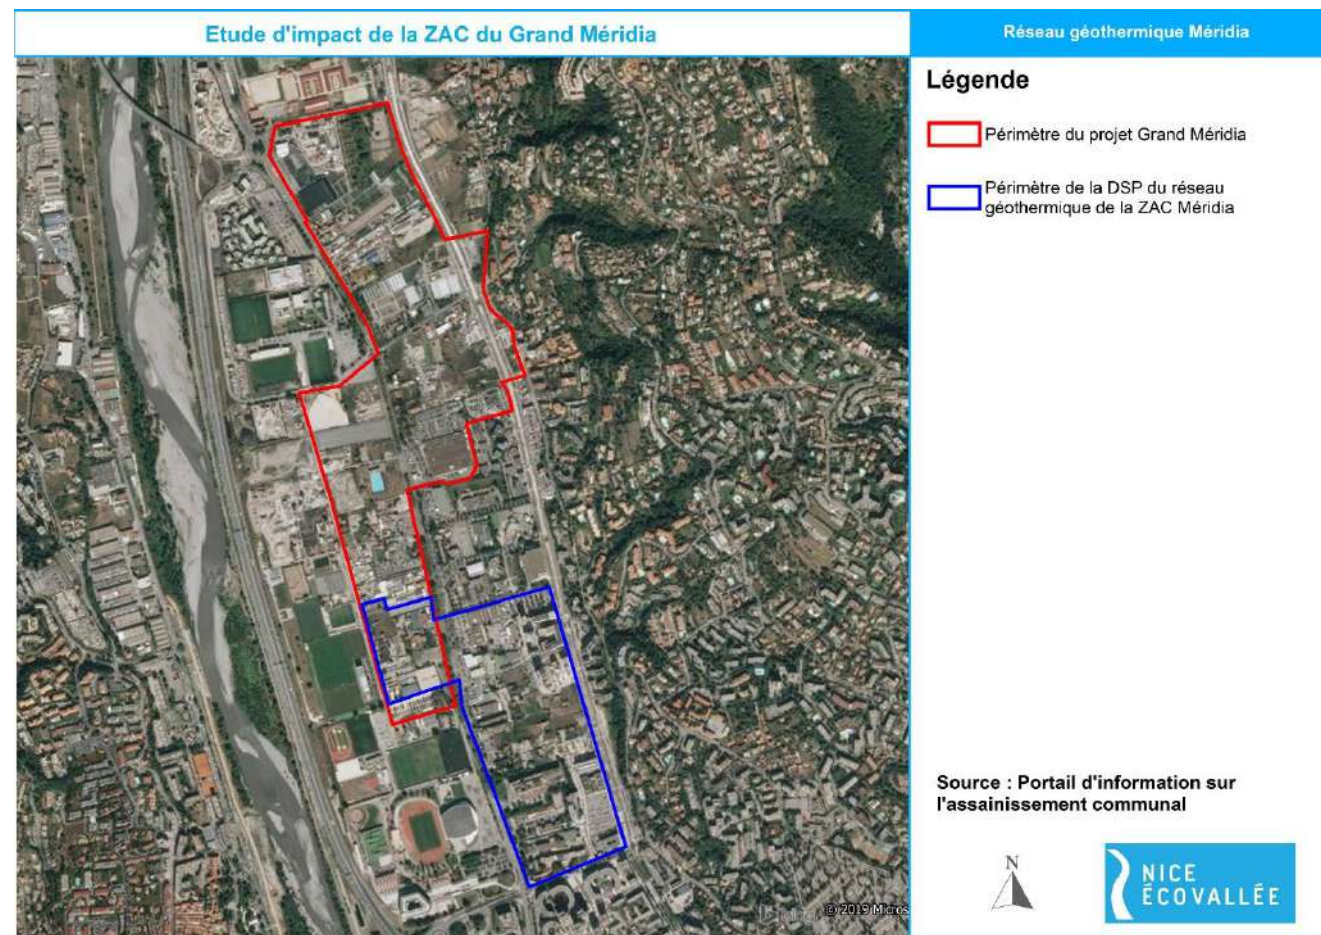 Etude d'impact de la ZAC du Grand Méridia
Réseau géothermique Méridia
Légende
Périmètre du projet Grand Méridia
Périmètre de la DSP du réseau
géothermique de la ZAC Méridia
Source : Portail d'information sur
l'assainissement communal
N
NICE
ÉCOVALLÉE
© 2019 Micros